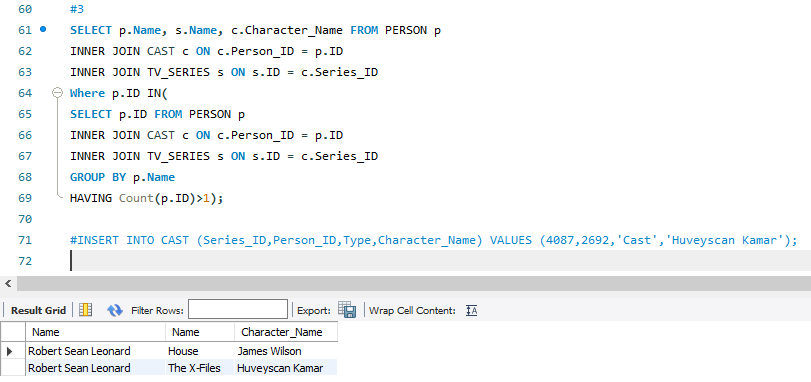 60 #3
61 SELECT p.Name, s.Name, c.Character_Name FROM PERSON p
62 INNER JOIN CAST c ON c.Person_ID = p.ID
63 INNER JOIN TV_SERIES s ON s.ID = c.Series_ID
64 Where p.ID IN(
65 SELECT p.ID FROM PERSON p
66 INNER JOIN CAST c ON c.Person_ID = p.ID
67 INNER JOIN TV_SERIES s ON s.ID = c.Series_ID
68 GROUP BY p.Name
69 HAVING Count(p.ID)>1);
70
71 #INSERT INTO CAST (Series_ID,Person_ID,Type,Character_Name) VALUES (4087,2692,'Cast','Huveyscan Kamar');
72
Result Grid Filter Rows: Export: Wrap Cell Content:
Name Name Character_Name
Robert Sean Leonard House James Wilson
Robert Sean Leonard The X-Files Huveyscan Kamar